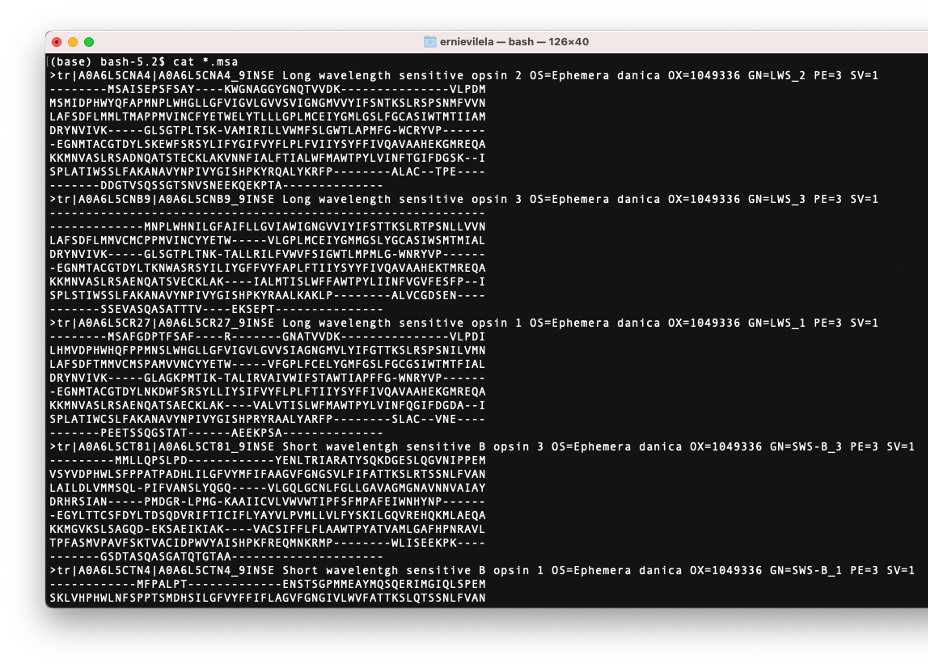 ernievilela — bash — 126×40
(base) bash-5.2$ cat *.msa
>tr|A0A6L5CNA4|A0A6L5CNA4_9INSE Long wavelength sensitive opsin 2 OS=Ephemera danica OX=1049336 GN=LWS_2 PE=3 SV=1
--------MSAISEPSFSAY----KWGNAGGYGNQTVVDK---------------VLPDM
MSMIDPHWYQFAPMNPLWHGLLGFVIGVLGVVSVIGNGMVVYIFSNTKSLRSPSNMFVVN
LAFSDFLMMLTMAPPMVINCFYETWELYTLLLGPLMCEIYGMLGSLFGCASIWTMTIIAM
DRYNVIVK-----GLSGTPLTSK-VAMIRILLVWMFSLGWTLAPMFG-WCRYVP------
-EGNMTACGTDYLSKEWFSRSYLIFYGIFVYFLPLFVIIYSYFFIVQAVAAHEKGMREQA
KKMNVASLRSADNQATSTECKLAKVNNFIALFTIALWFMAWTPYLVINFTGIFDGSK--I
SPLATIWSSLFAKANAVYNPIVYGISHPKYRQALYKRFP--------ALAC--TPE----
-------DDGTVSQSSGTSNVSNEEKQEKPTA--------------
>tr|A0A6L5CNB9|A0A6L5CNB9_9INSE Long wavelength sensitive opsin 3 OS=Ephemera danica OX=1049336 GN=LWS_3 PE=3 SV=1
------------------------------------------------------------
-------------MNPLWHNILGFAIFLLGVIAWIGNGVVIYIFSTTKSLRTPSNLLVVN
LAFSDFLMMVCMCPPMVINCYYETW-----VLGPLMCEIYGMMGSLYGCASIWSMTMIAL
DRYNVIVK-----GLSGTPLTNK-TALLRILFVWVFSIGWTLMPMLG-WNRYVP------
-EGNMTACGTDYLTKNWASRSYILIYGFFVYFAPLFTIIYSYYFIVQAVAAHEKTMREQA
KKMNVASLRSAENQATSVECKLAK----IALMTISLWFFAWTPYLIINFVGVFESFP--I
SPLSTIWSSLFAKANAVYNPIVYGISHPKYRAALKAKLP--------ALVCGDSEN----
-------SSEVASQASATTTV----EKSEPT---------------
>tr|A0A6L5CR27|A0A6L5CR27_9INSE Long wavelength sensitive opsin 1 OS=Ephemera danica OX=1049336 GN=LWS_1 PE=3 SV=1
--------MSAFGDPTFSAF----R-------GNATVVDK---------------VLPDI
LHMVDPHWHQFPPMNSLWHGLLGFVIGVLGVVSIAGNGMVLYIFGTTKSLRSPSNILVMN
LAFSDFTMMVCMSPAMVVNCYYETW-----VFGPLFCELYGMFGSLFGCGSIWTMTFIAL
DRYNVIVK-----GLAGKPMTIK-TALIRVAIVWIFSTAWTIAPFFG-WNRYVP------
-EGNMTACGTDYLNKDWFSRSYLLIYSIFVYFLPLFTIIYSYFFIVQAVAAHEKGMREQA
KKMNVASLRSAENQATSAECKLAK----VALVTISLWFMAWTPYLVINFQGIFDGDA--I
SPLATIWCSLFAKANAVYNPIVYGISHPRYRAALYARFP--------SLAC--VNE----
-------PEETSSQGSTAT------AEEKPSA--------------
>tr|A0A6L5CT81|A0A6L5CT81_9INSE Short wavelentgh sensitive B opsin 3 OS=Ephemera danica OX=1049336 GN=SWS-B_3 PE=3 SV=1
---------MMLLQPSLPD------------YENLTRIARATYSQKDGESLQGVNIPPEM
VSYVDPHWLSFPPATPADHLILGFVYMFIFAAGVFGNGSVLFIFATTKSLRTSSNLFVAN
LAILDLVMMSQL-PIFVANSLYQGQ-----VLGQLGCNLFGLLGAVAGMGNAVNNVAIAY
DRHRSIAN-----PMDGR-LPMG-KAAIICVLVWVWTIPFSFMPAFEIWNHYNP------
-EGYLTTCSFDYLTDSQDVRIFTICIFLYAYVLPVMLLVLFYSKILGQVREHQKMLAEQA
KKMGVKSLSAGQD-EKSAEIKIAK----VACSIFFLFLAAWTPYATVAMLGAFHPNRAVL
TPFASMVPAVFSKTVACIDPWVYAISHPKFREQMNKRMP--------WLISEEKPK----
-------GSDTASQASGATQTGTAA---------------------
>tr|A0A6L5CTN4|A0A6L5CTN4_9INSE Short wavelentgh sensitive B opsin 1 OS=Ephemera danica OX=1049336 GN=SWS-B_1 PE=3 SV=1
------------MFPALPT-------------ENSTSGPMMEAYMQSQERIMGIQLSPEM
SKLVHPHWLNFSPPTSMDHSILGFVYFFIFLAGVFGNGIVLWVFATTKSLQTSSNLFVAN